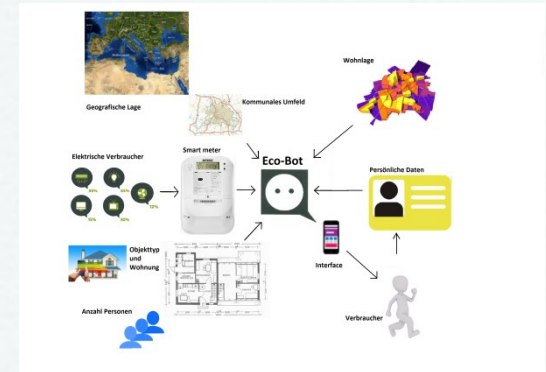 Wohnlage
Geografische Lage
Kommunales Umfeld
Elektrische Verbraucher
Smart meter
Eco-Bot
Persönliche Daten
12%
Objekttyp
und
Wohnung
Interface
Anzahl Personen
Verbraucher